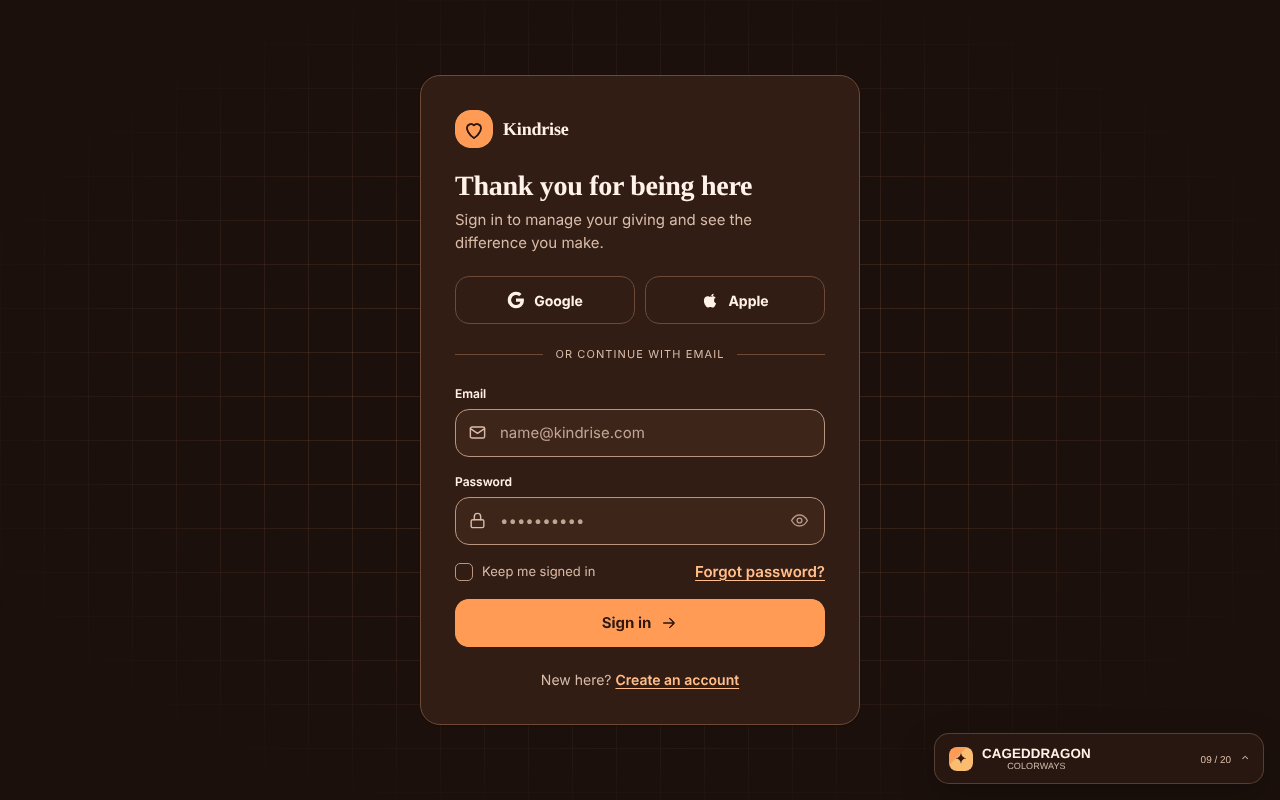 Kindrise
Thank you for being here
Sign in to manage your giving and see the
difference you make.
Google
Apple
OR CONTINUE WITH EMAIL
Email
name@kindrise.com
Password
••••••••••
Keep me signed in
Forgot password?
Sign in →
New here? Create an account
CAGEDDRAGON
COLORWAYS
09 / 20